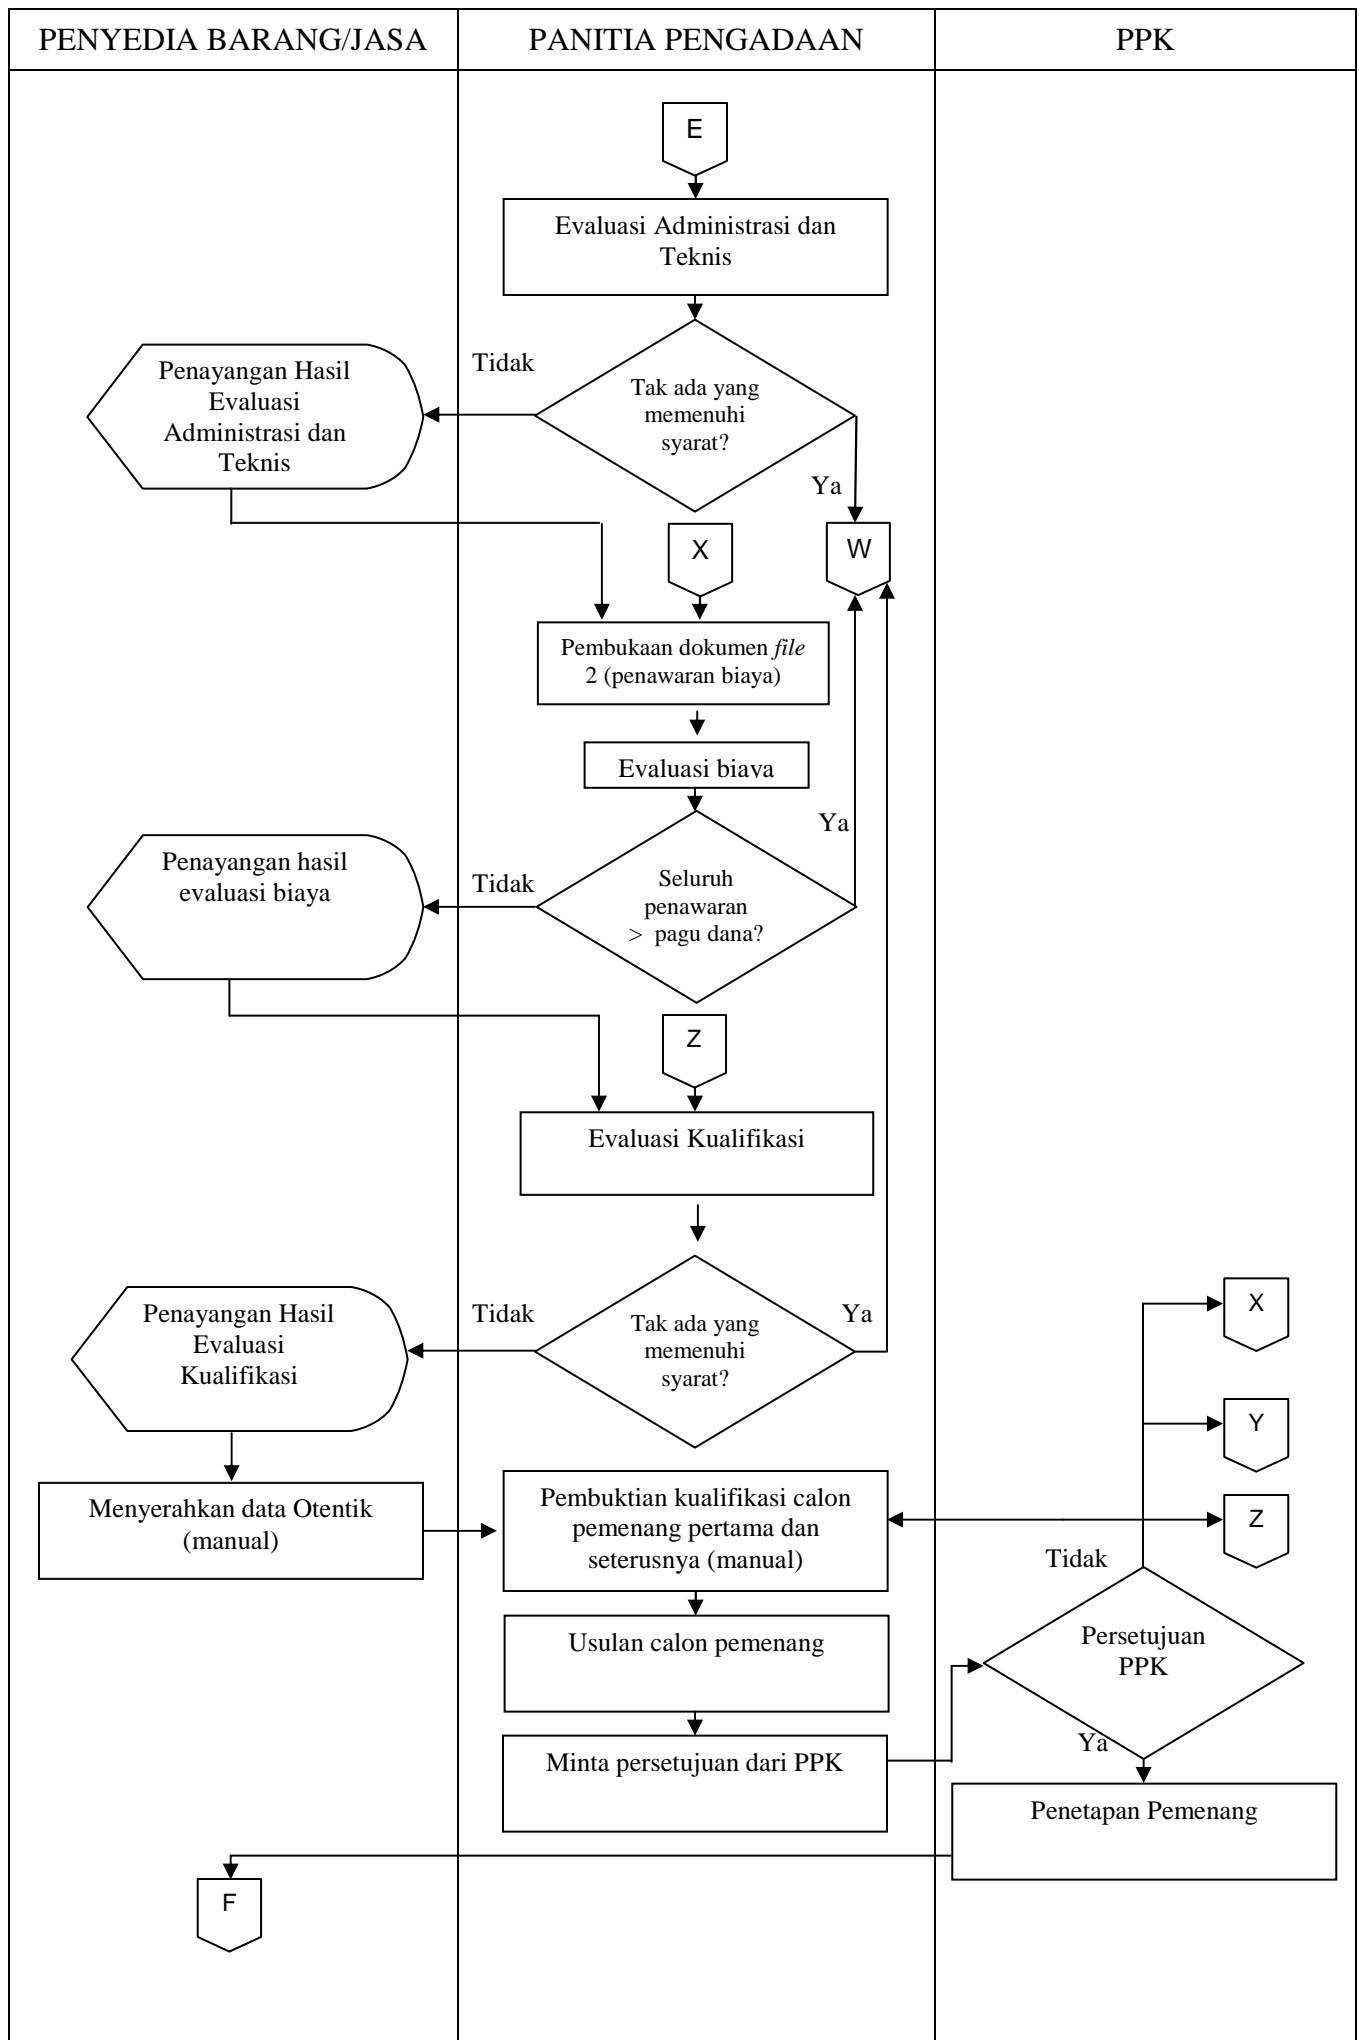 PENYEDIA BARANG/JASA
PANITIA PENGADAAN
PPK
E
Evaluasi Administrasi dan
Teknis
Penayangan Hasil
Evaluasi
Administrasi dan
Teknis
Tidak
Tak ada yang
memenuhi
syarat?
Ya
X
W
Pembukaan dokumen file
2 (penawaran biaya)
Evaluasi biaya
Ya
Penayangan hasil
evaluasi biaya
Tidak
Seluruh
penawaran
> pagu dana?
Z
Evaluasi Kualifikasi
Penayangan Hasil
Evaluasi
Kualifikasi
Tidak
Tak ada yang
memenuhi
syarat?
Ya
X
Y
Menyerahkan data Otentik
(manual)
Pembuktian kualifikasi calon
pemenang pertama dan
seterusnya (manual)
Z
Tidak
Usulan calon pemenang
Persetujuan
PPK
Ya
Minta persetujuan dari PPK
Penetapan Pemenang
F